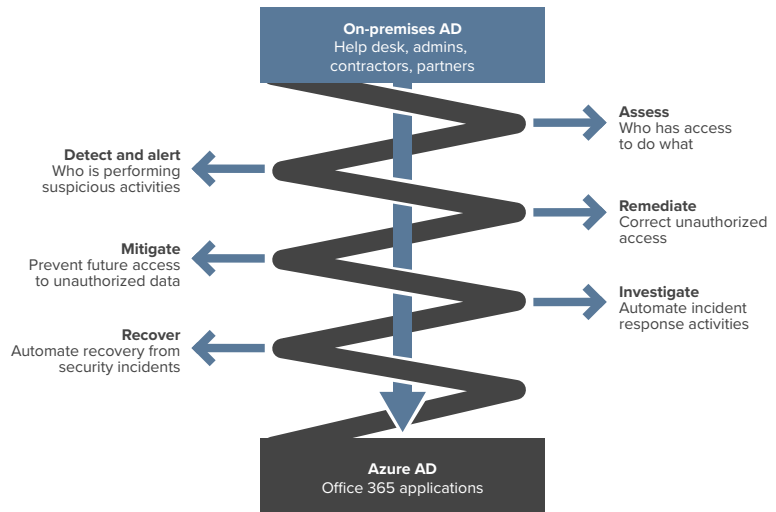 On-premises AD
Help desk, admins,
contractors, partners
Assess
Who has access
to do what
Detect and alert
Who is performing
suspicious activities
Remediate
Correct unauthorized
access
Mitigate
Prevent future access
to unauthorized data
Investigate
Automate incident
response activities
Recover
Automate recovery from
security incidents
Azure AD
Office 365 applications